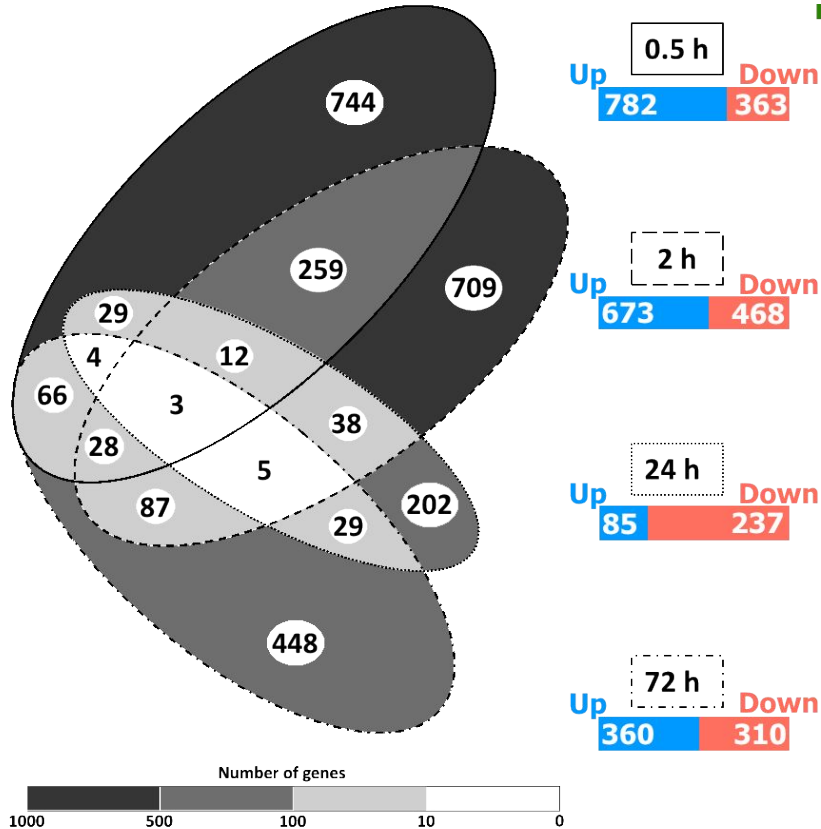 744
259
709
29
12
4
66
3
38
28
5
87
29
202
448
0.5 h
Up Down
782 363
2 h
Up Down
673 468
24 h
Up Down
85 237
72 h
Up Down
360 310
Number of genes
1000 500 100 10 0